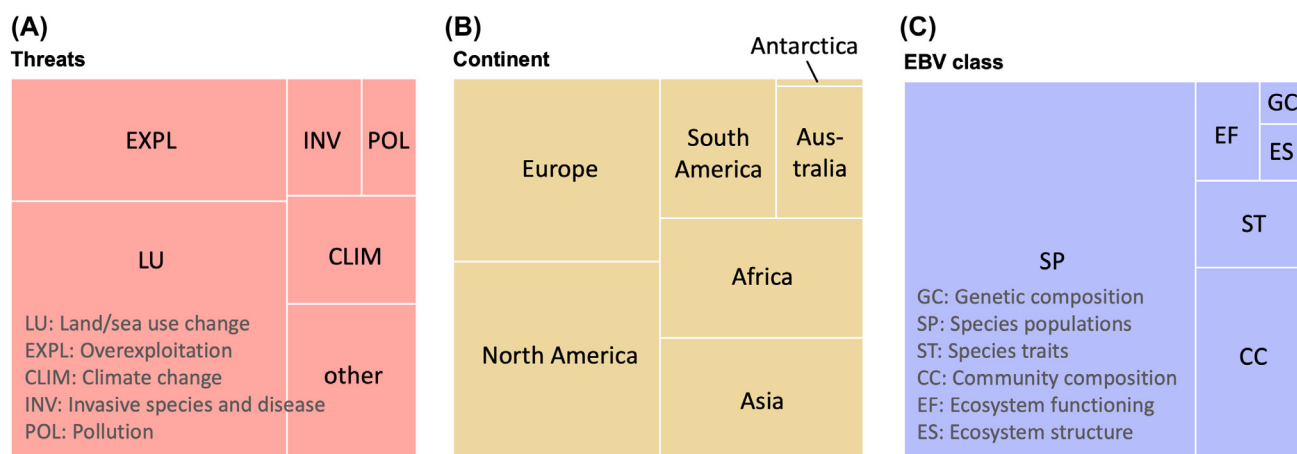 (A)
Threats
EXPL
INV
POL
LU
CLIM
other
LU: Land/sea use change
EXPL: Overexploitation
CLIM: Climate change
INV: Invasive species and disease
POL: Pollution
(B)
Continent
Antarctica
Europe
South
America
Aus-
tralia
Africa
North America
Asia
(C)
EBV class
GC
EF
ES
ST
SP
CC
GC: Genetic composition
SP: Species populations
ST: Species traits
CC: Community composition
EF: Ecosystem functioning
ES: Ecosystem structure